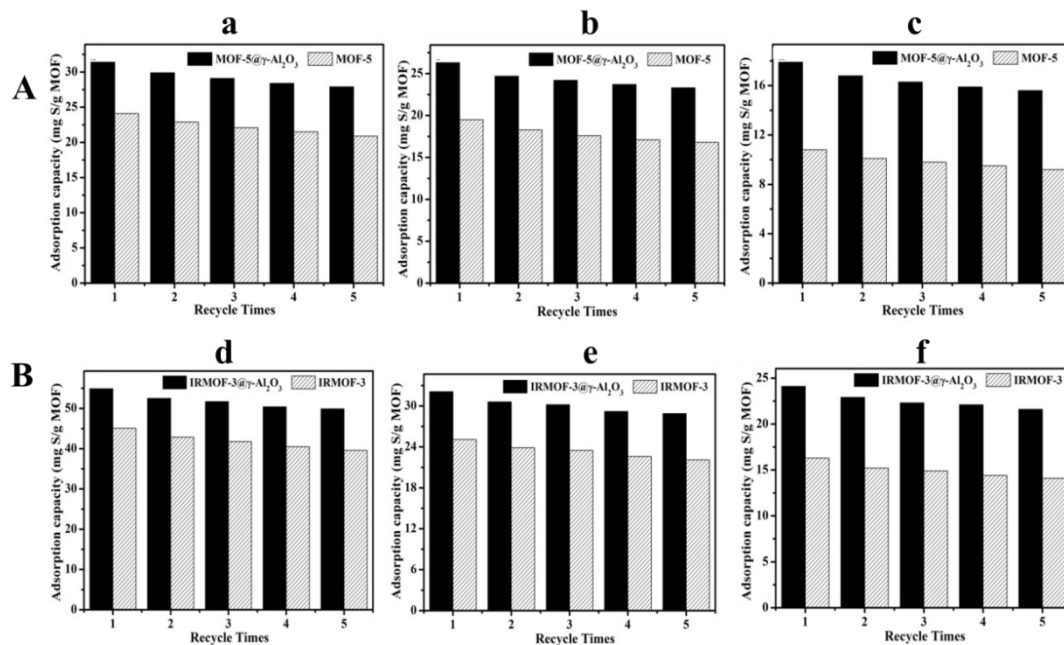 a
b
c
A
MOF-5@γ-Al₂O₃ MOF-5
Adsorption capacity (mg S/g MOF)
30
25
20
15
10
5
0
1 2 3 4 5
Recycle Times
MOF-5@γ-Al₂O₃ MOF-5
Adsorption capacity (mg S/g MOF)
25
20
15
10
5
0
1 2 3 4 5
Recycle Times
MOF-5@γ-Al₂O₃ MOF-5
Adsorption capacity (mg S/g MOF)
16
12
8
4
0
1 2 3 4 5
Recycle Times
d
e
f
B
IRMOF-3@γ-Al₂O₃ IRMOF-3
Adsorption capacity (mg S/g MOF)
50
40
30
20
10
0
1 2 3 4 5
Recycle Times
IRMOF-3@γ-Al₂O₃ IRMOF-3
Adsorption capacity (mg S/g MOF)
30
24
18
12
6
0
1 2 3 4 5
Recycle Times
IRMOF-3@γ-Al₂O₃ IRMOF-3
Adsorption capacity (mg S/g MOF)
25
20
15
10
5
0
1 2 3 4 5
Recycle Times